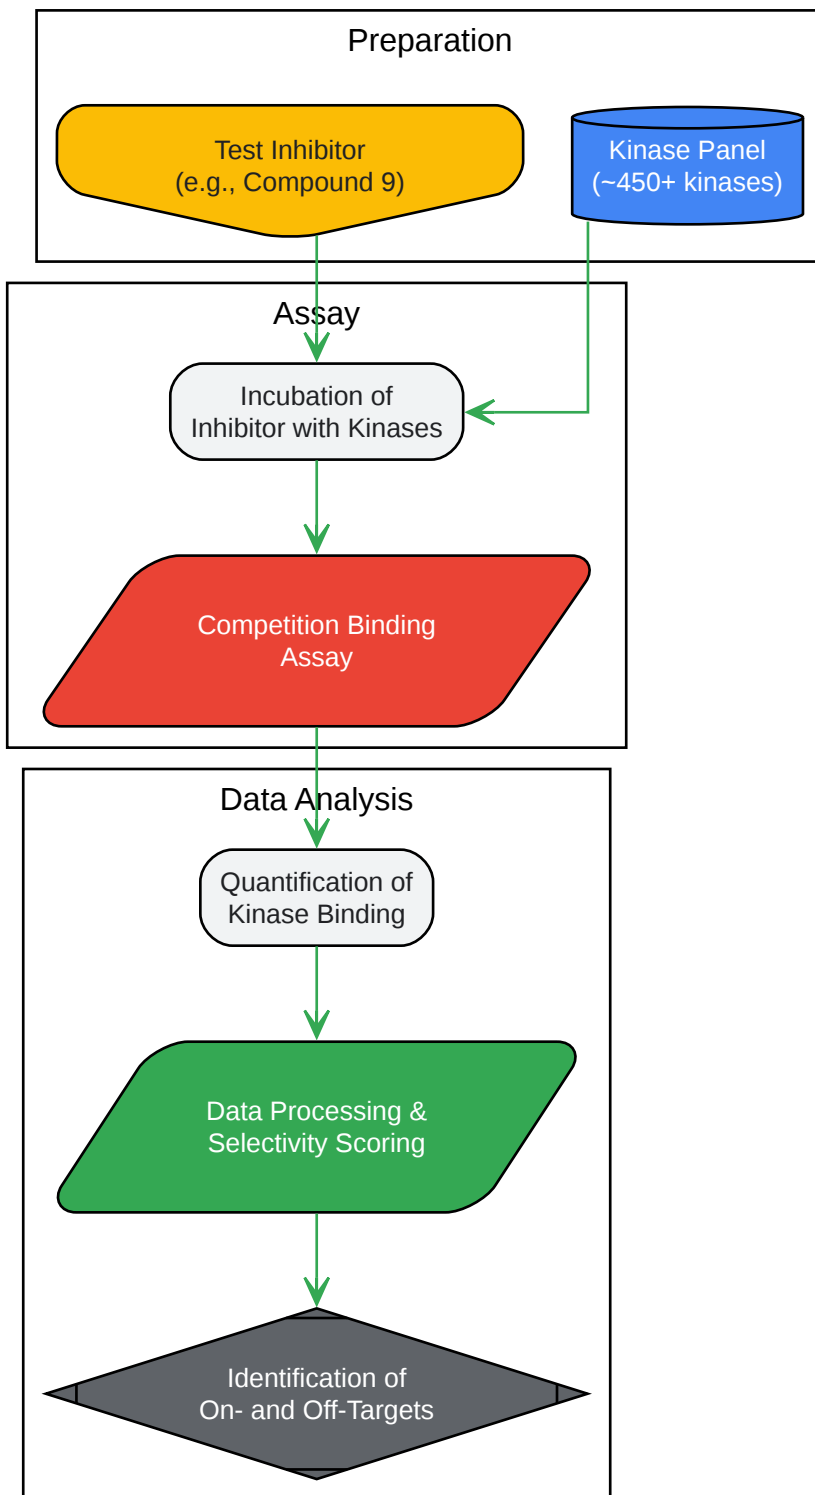 Preparation
Test Inhibitor
(e.g., Compound 9)
Kinase Panel
(~450+ kinases)
Assay
Incubation of
Inhibitor with Kinases
Competition Binding
Assay
Data Analysis
Quantification of
Kinase Binding
Data Processing &
Selectivity Scoring
Identification of
On- and Off-Targets